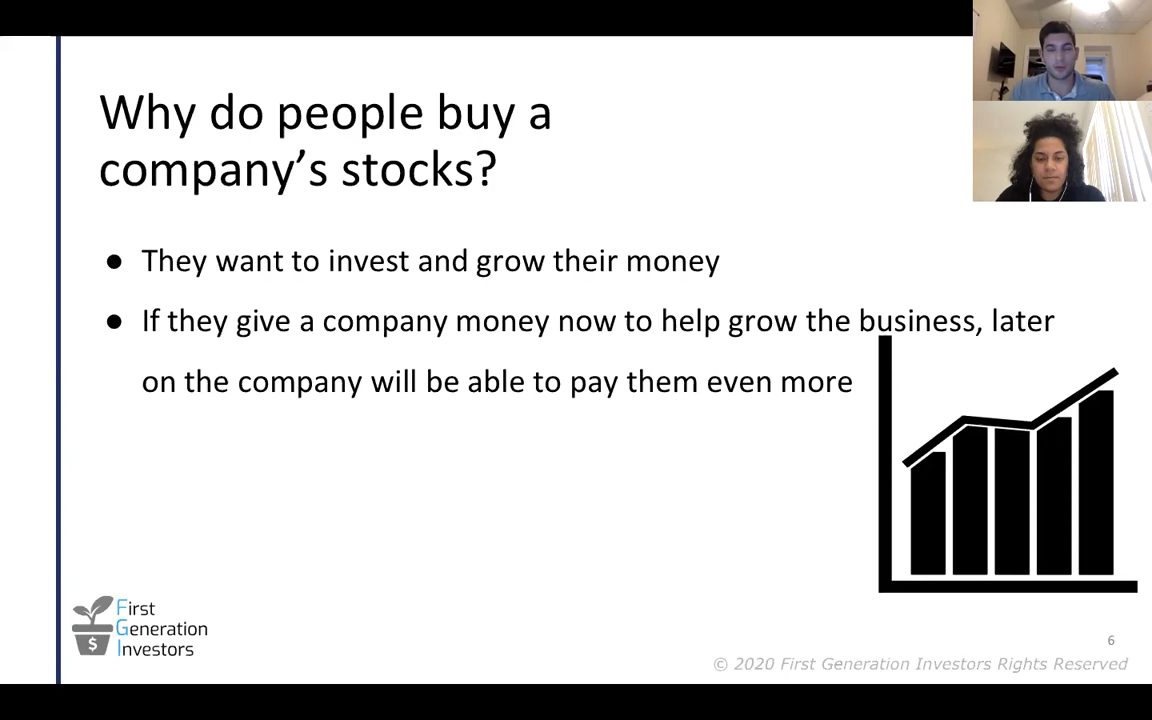 Why do people buy a
company's stocks?
● They want to invest and grow their money
● If they give a company money now to help grow the business, later
on the company will be able to pay them even more
$
First
Generation
Investors
6
© 2020 First Generation Investors Rights Reserved